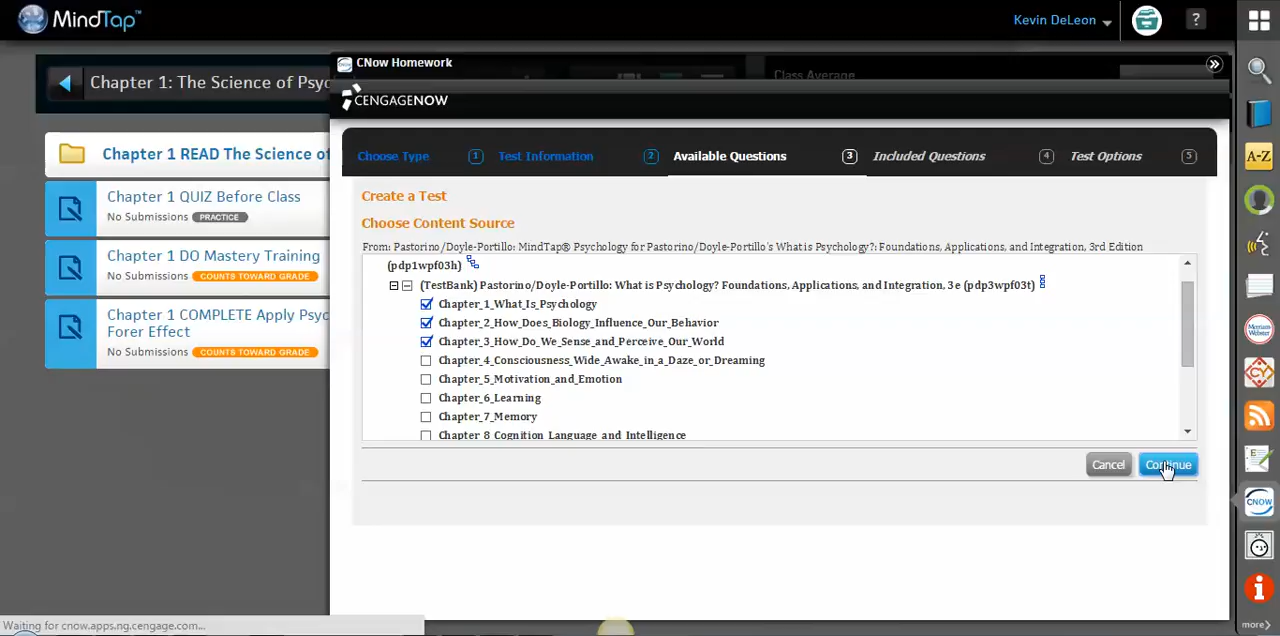 MindTap™
Kevin DeLeon
?
CNow Homework
Class Average
Chapter 1: The Science of Psyc
CENGAGENOW
Choose Type 1 Test Information 2 Available Questions 3 Included Questions 4 Test Options 5
Chapter 1 READ The Science of
Chapter 1 QUIZ Before Class
No Submissions PRACTICE
Chapter 1 DO Mastery Training
No Submissions COUNTS TOWARD GRADE
Chapter 1 COMPLETE Apply Psyc
Forer Effect
No Submissions COUNTS TOWARD GRADE
Create a Test
Choose Content Source
From: Pastorino/Doyle-Portillo: MindTap® Psychology for Pastorino/Doyle-Portillo's What is Psychology?: Foundations, Applications, and Integration, 3rd Edition
(pdp1wpf03h)
(TestBank) Pastorino/Doyle-Portillo: What is Psychology? Foundations, Applications, and Integration, 3e (pdp3wpf03t)
Chapter_1_What_Is_Psychology
Chapter_2_How_Does_Biology_Influence_Our_Behavior
Chapter_3_How_Do_We_Sense_and_Perceive_Our_World
Chapter_4_Consciousness_Wide_Awake_in_a_Daze_or_Dreaming
Chapter_5_Motivation_and_Emotion
Chapter_6_Learning
Chapter_7_Memory
Chapter_8_Cognition_Language_and_Intelligence
Cancel Continue
A-Z
Merriam-
Webster
CY
CNOW
more>
Waiting for cnow.apps.ng.cengage.com...